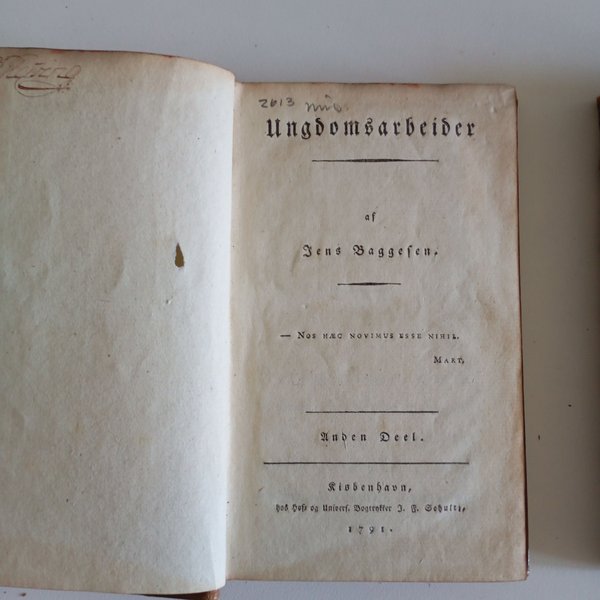 2613
Ungdomsarbeider
af
Jens Baggesen.
— NOS HÆC NOVIMUS ESSE NIHIL.
MART,
Anden Deel.
Kiøbenhavn,
hos Hof- og Univers. Bogtrykker J. F. Schultz,
1791.